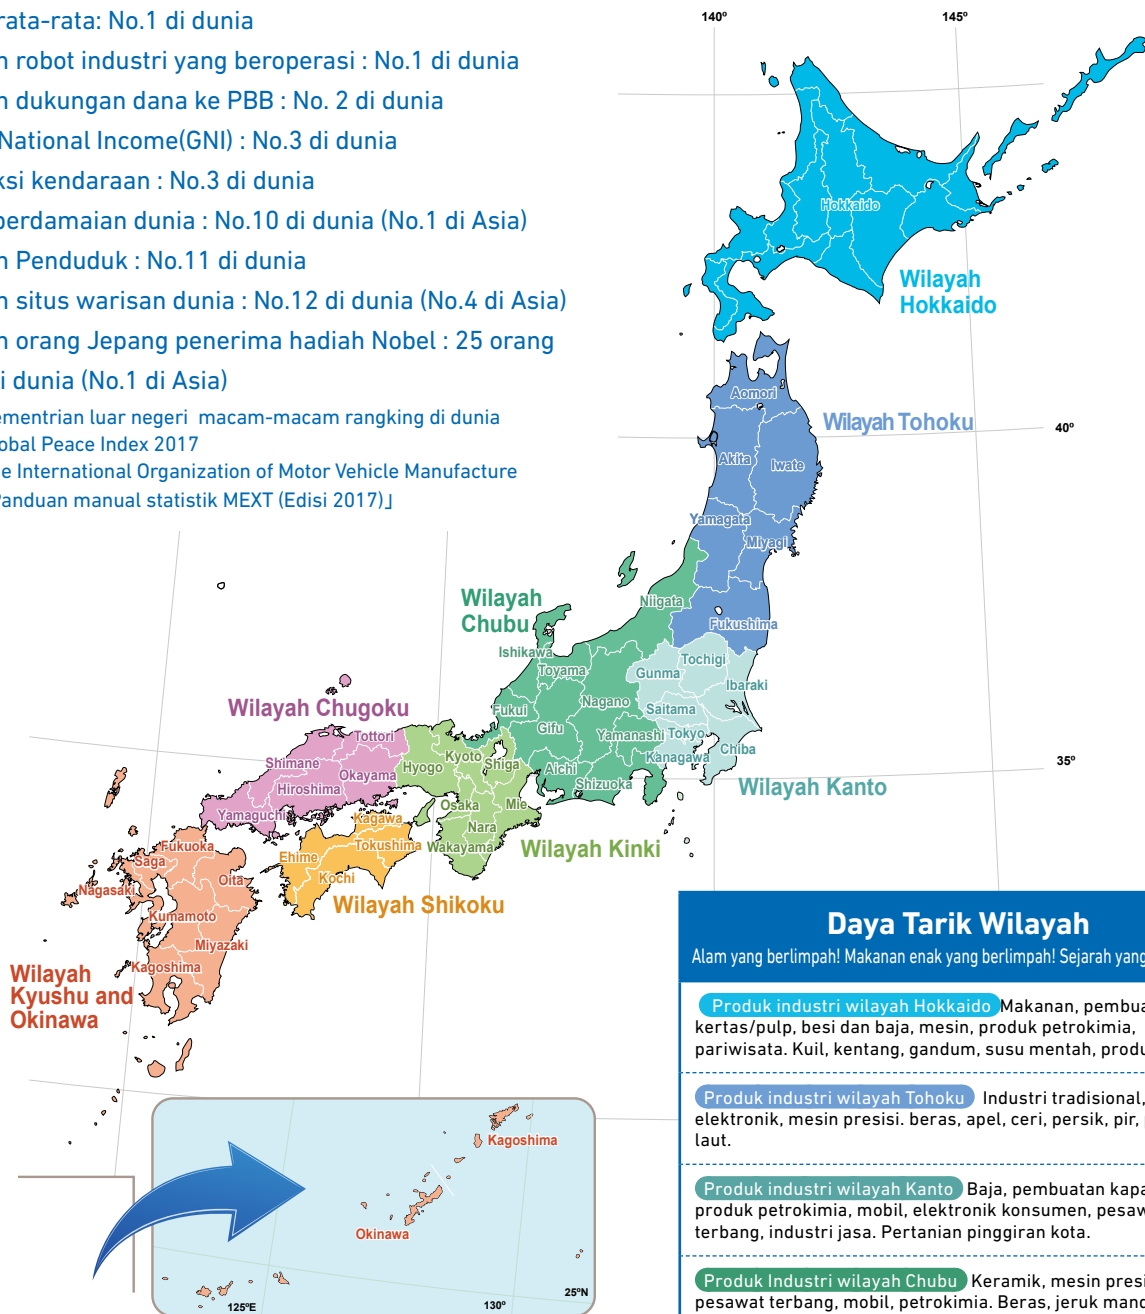 rata-rata: No.1 di dunia
n robot industri yang beroperasi : No.1 di dunia
n dukungan dana ke PBB : No. 2 di dunia
National Income(GNI) : No.3 di dunia
ksi kendaraan : No.3 di dunia
perdamaian dunia : No.10 di dunia (No.1 di Asia)
n Penduduk : No.11 di dunia
n situs warisan dunia : No.12 di dunia (No.4 di Asia)
n orang Jepang penerima hadiah Nobel : 25 orang
i dunia (No.1 di Asia)
ementrian luar negeri macam-macam rangking di dunia
obal Peace Index 2017
e International Organization of Motor Vehicle Manufacture
Panduan manual statistik MEXT (Edisi 2017)」
140º
145º
Hokkaido
Wilayah
Hokkaido
Aomori
Wilayah Tohoku
40º
Akita
Iwate
Yamagata
Miyagi
Niigata
Fukushima
Wilayah
Chubu
Ishikawa
Toyama
Tochigi
Gunma
Ibaraki
Nagano
Saitama
Fukui
Gifu
Yamanashi
Tokyo
Chiba
Kanagawa
35º
Wilayah Kanto
Wilayah Chugoku
Tottori
Shimane
Okayama
Hiroshima
Yamaguchi
Hyogo
Kyoto
Shiga
Aichi
Shizuoka
Osaka
Mie
Nara
Wakayama
Wilayah Kinki
Kagawa
Tokushima
Ehime
Kochi
Wilayah Shikoku
Fukuoka
Saga
Oita
Nagasaki
Kumamoto
Miyazaki
Kagoshima
Wilayah
Kyushu and
Okinawa
Kagoshima
Okinawa
125ºE
130º
25ºN
Daya Tarik Wilayah
Alam yang berlimpah! Makanan enak yang berlimpah! Sejarah yang
Produk industri wilayah Hokkaido Makanan, pembua
kertas/pulp, besi dan baja, mesin, produk petrokimia,
pariwisata. Kuil, kentang, gandum, susu mentah, produ
Produk industri wilayah Tohoku Industri tradisional,
elektronik, mesin presisi. beras, apel, ceri, persik, pir,
laut.
Produk industri wilayah Kanto Baja, pembuatan kapa
produk petrokimia, mobil, elektronik konsumen, pesaw
terbang, industri jasa. Pertanian pinggiran kota.
Produk Industri wilayah Chubu Keramik, mesin presi
pesawat terbang, mobil, petrokimia. Beras, jeruk mand